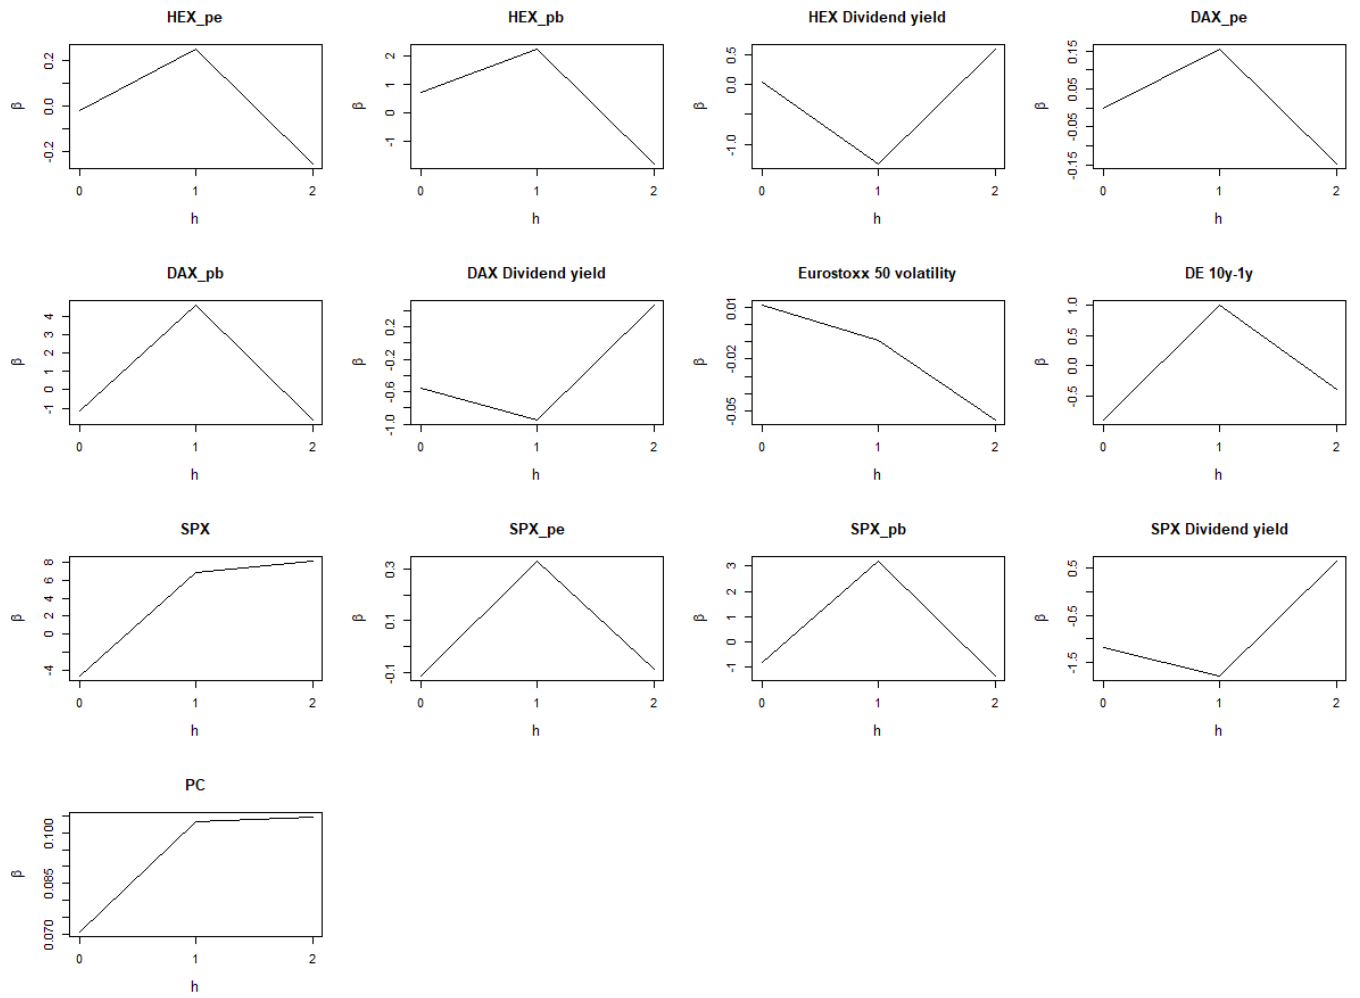 HEX_pe
HEX_pb
HEX Dividend yield
DAX_pe
β
-0.2 0.0 0.2
0 1 2
h
β
-1 0 1 2
0 1 2
h
β
-1.0 0.0 0.5
0 1 2
h
β
-0.15 -0.05 0.05 0.15
0 1 2
h
DAX_pb
DAX Dividend yield
Eurostoxx 50 volatility
DE 10y-1y
β
-1 0 1 2 3 4
0 1 2
h
β
-1.0 -0.6 -0.2 0.2
0 1 2
h
β
-0.05 -0.02 0.01
0 1 2
h
β
-0.5 0.0 0.5 1.0
0 1 2
h
SPX
SPX_pe
SPX_pb
SPX Dividend yield
β
-4 0 2 4 6 8
0 1 2
h
β
-0.1 0.1 0.3
0 1 2
h
β
-1 0 1 2 3
0 1 2
h
β
-1.5 -0.5 0.5
0 1 2
h
PC
β
0.070 0.085 0.100
0 1 2
h